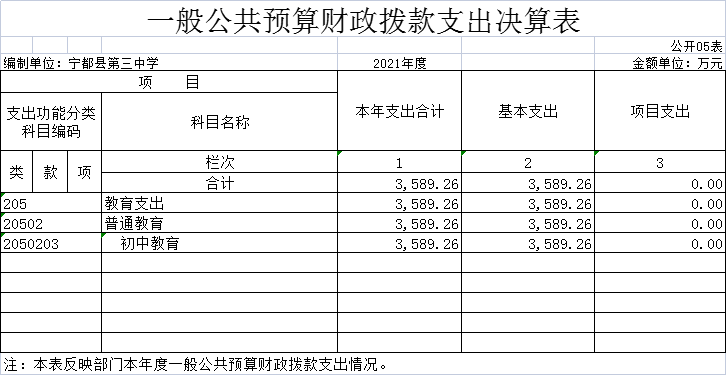 一般公共预算财政拨款支出决算表
公开05表
编制单位：宁都县第三中学 2021年度 金额单位：万元
项 目 本年支出合计 基本支出 项目支出
支出功能分类科目编码 科目名称
类 款 项 栏次 1 2 3
合计 3,589.26 3,589.26 0.00
205 教育支出 3,589.26 3,589.26 0.00
20502 普通教育 3,589.26 3,589.26 0.00
2050203 初中教育 3,589.26 3,589.26 0.00
注：本表反映部门本年度一般公共预算财政拨款支出情况。